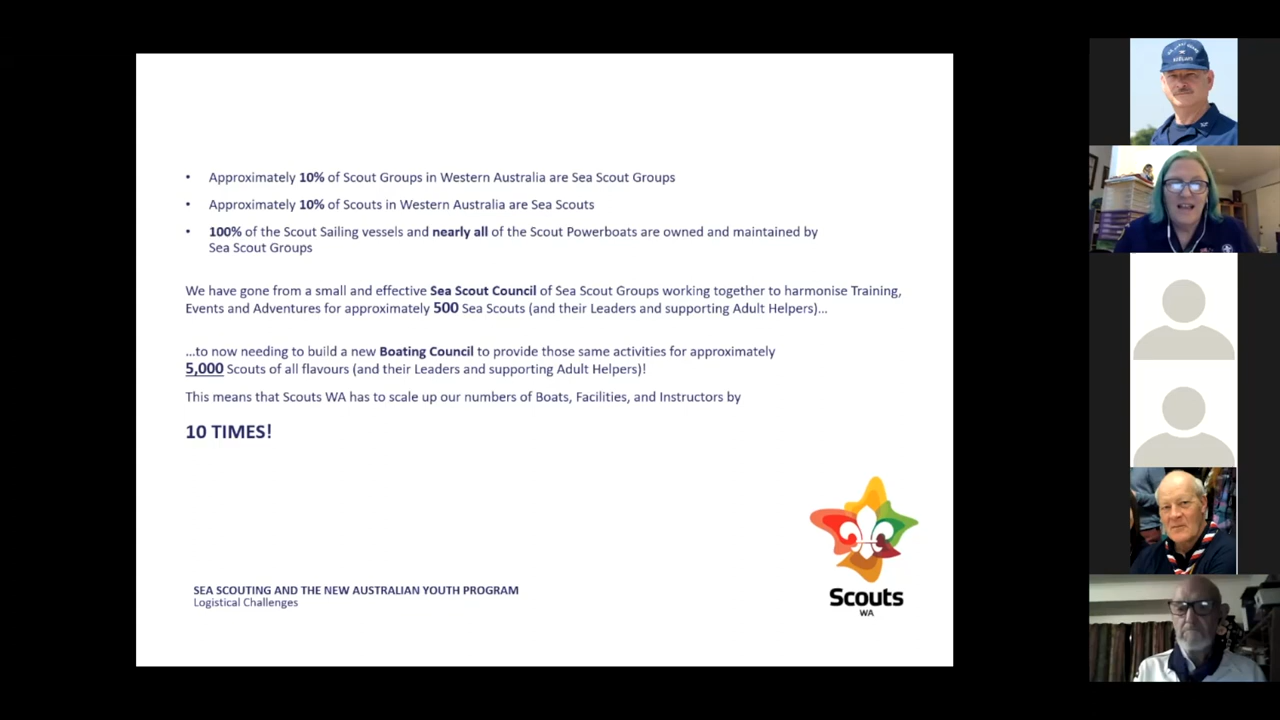 • Approximately 10% of Scout Groups in Western Australia are Sea Scout Groups
• Approximately 10% of Scouts in Western Australia are Sea Scouts
• 100% of the Scout Sailing vessels and nearly all of the Scout Powerboats are owned and maintained by
Sea Scout Groups
We have gone from a small and effective Sea Scout Council of Sea Scout Groups working together to harmonise Training,
Events and Adventures for approximately 500 Sea Scouts (and their Leaders and supporting Adult Helpers)...
...to now needing to build a new Boating Council to provide those same activities for approximately
5,000 Scouts of all flavours (and their Leaders and supporting Adult Helpers)!
This means that Scouts WA has to scale up our numbers of Boats, Facilities, and Instructors by
10 TIMES!
Scouts
WA
SEA SCOUTING AND THE NEW AUSTRALIAN YOUTH PROGRAM
Logistical Challenges